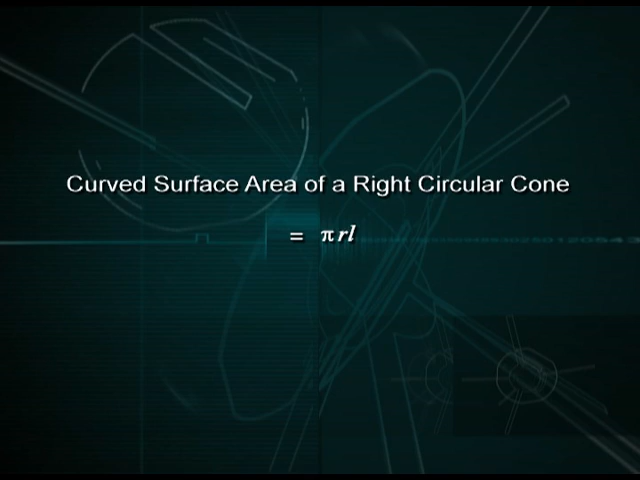 Curved Surface Area of a Right Circular Cone
= πrl